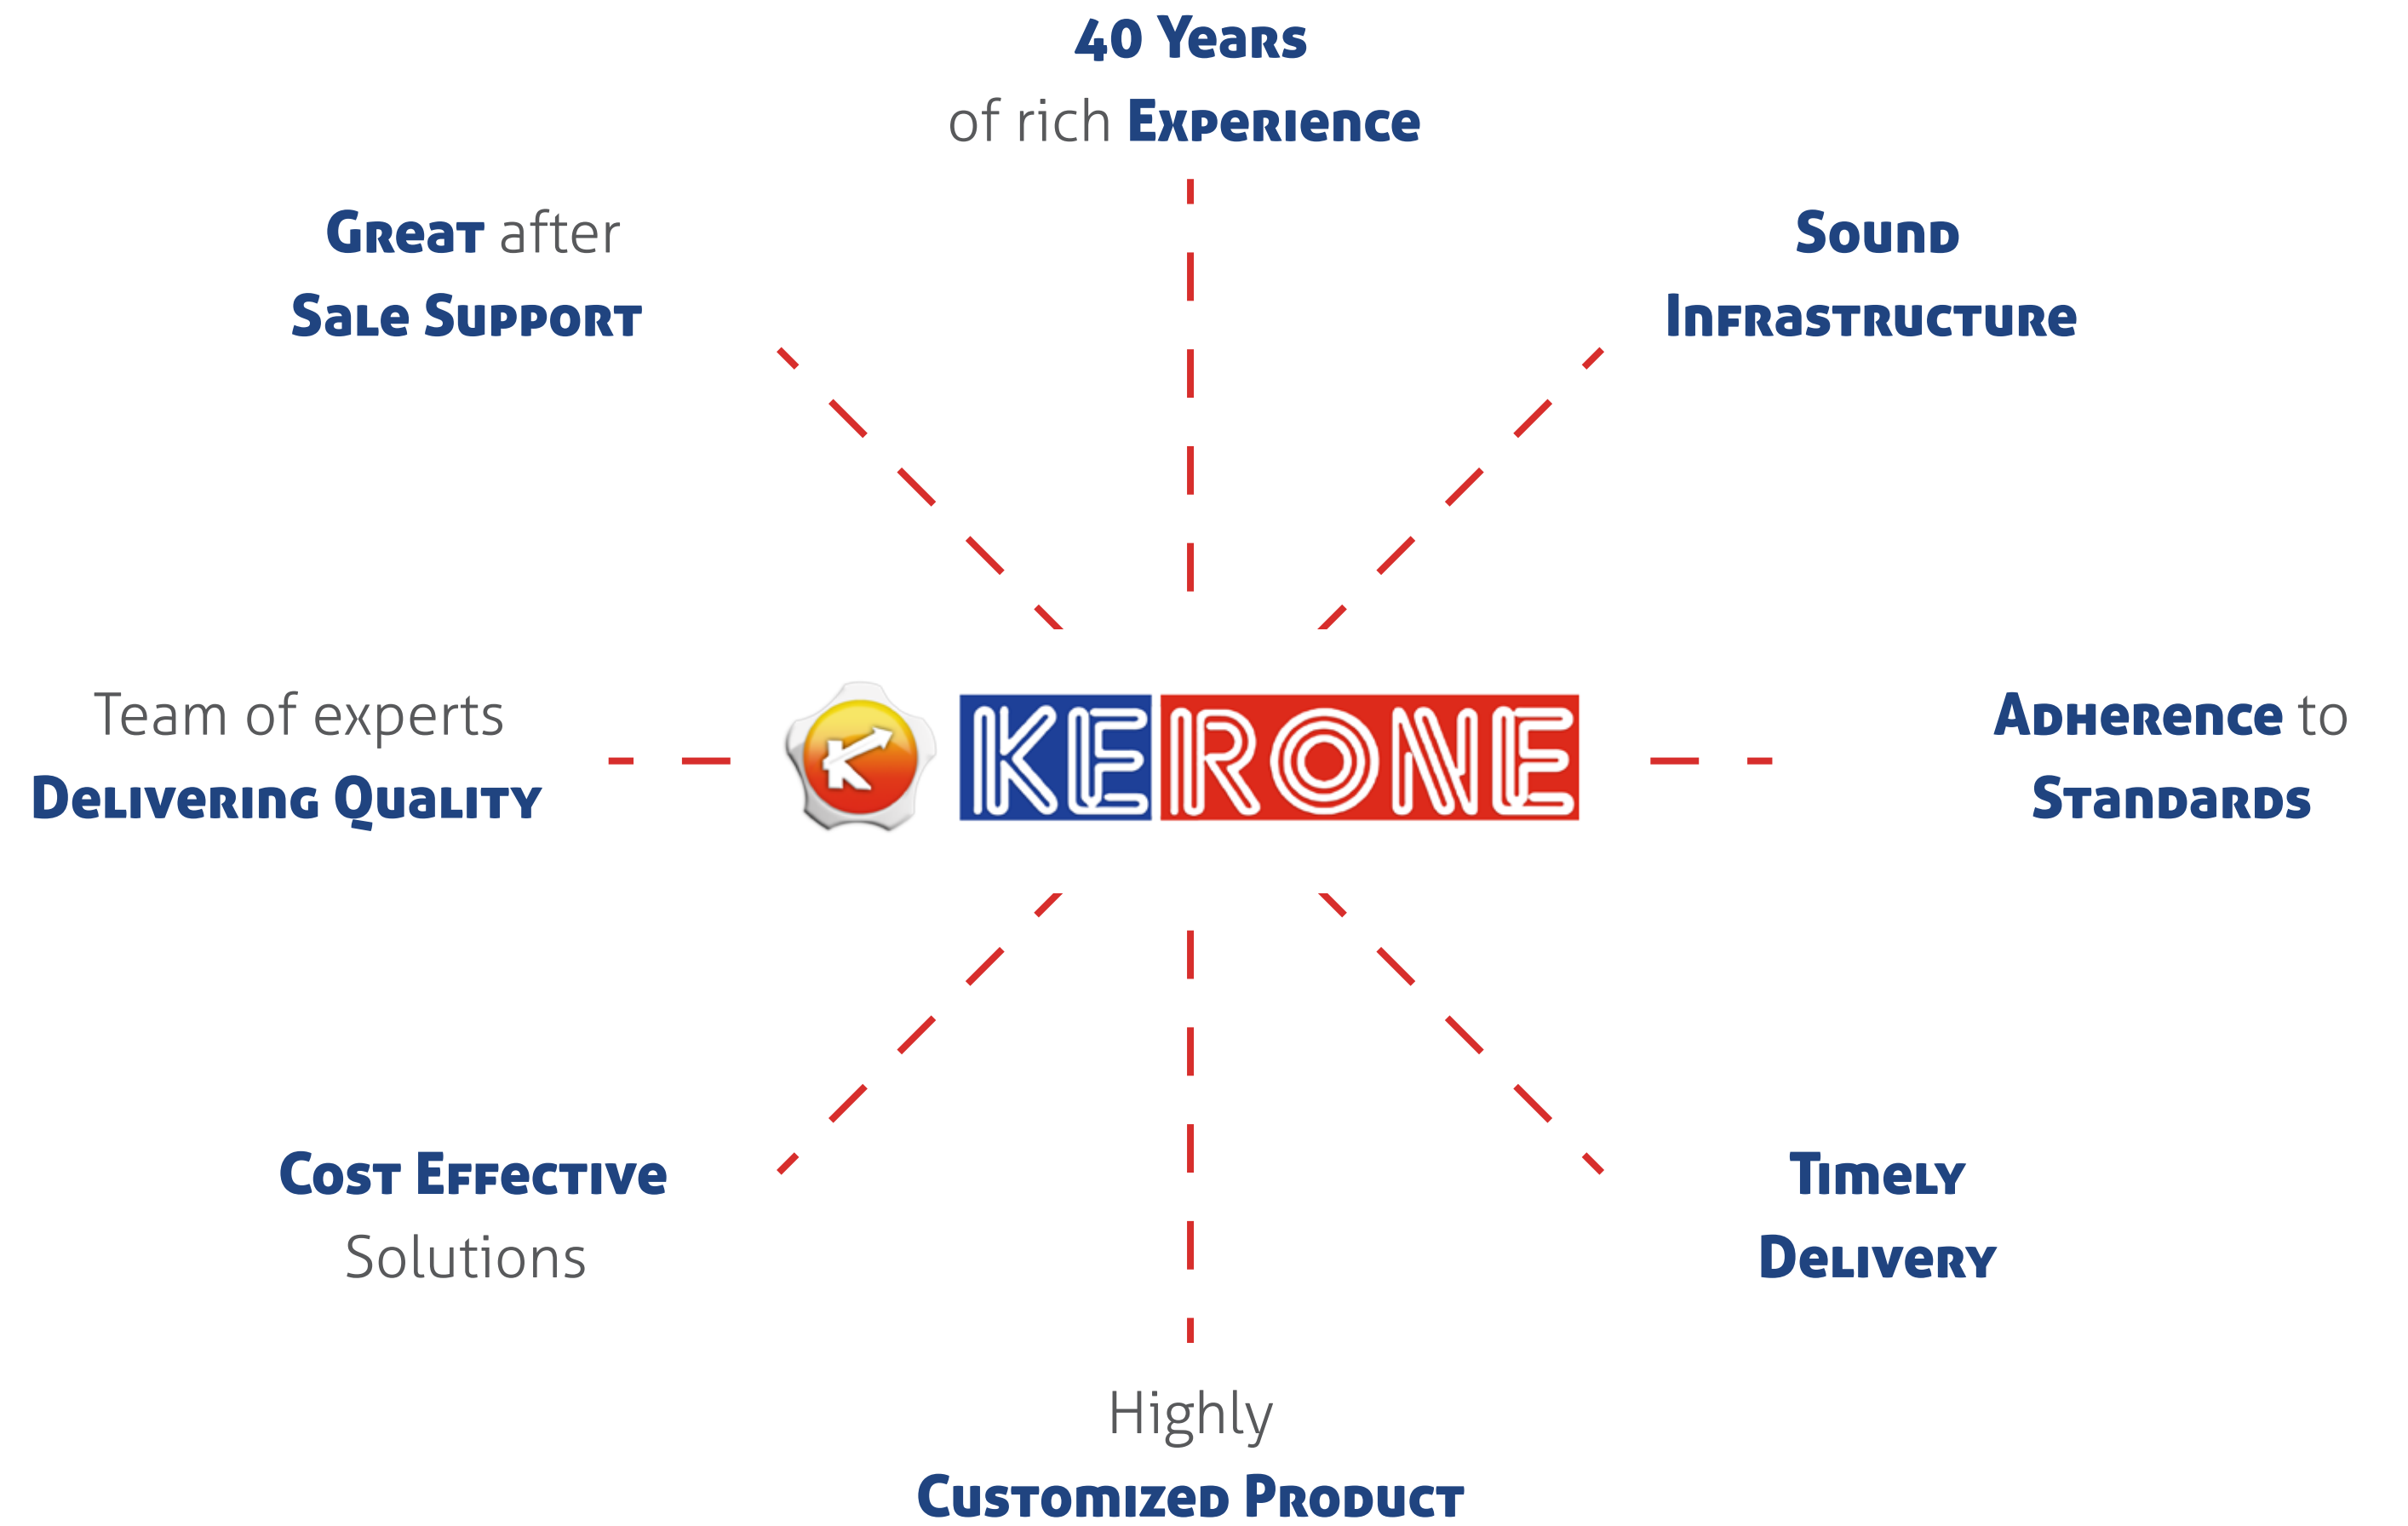 40 Years
of rich Experience
Great after
Sale Support
Sound
Infrastructure
Team of experts
Delivering Quality
K KERONE
Adherence to
Standards
Cost Effective
Solutions
Timely
Delivery
Highly
Customized Product